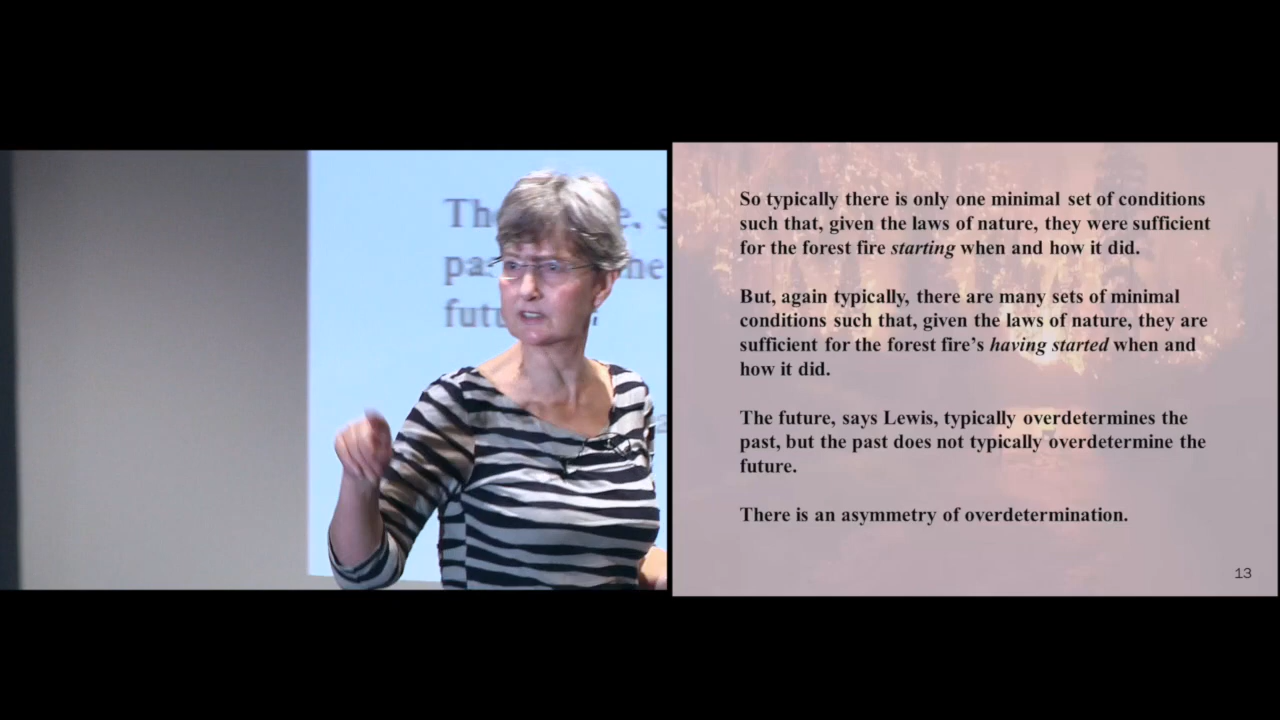 So typically there is only one minimal set of conditions
such that, given the laws of nature, they were sufficient
for the forest fire starting when and how it did.
But, again typically, there are many sets of minimal
conditions such that, given the laws of nature, they are
sufficient for the forest fire's having started when and
how it did.
The future, says Lewis, typically overdetermines the
past, but the past does not typically overdetermine the
future.
There is an asymmetry of overdetermination.
13